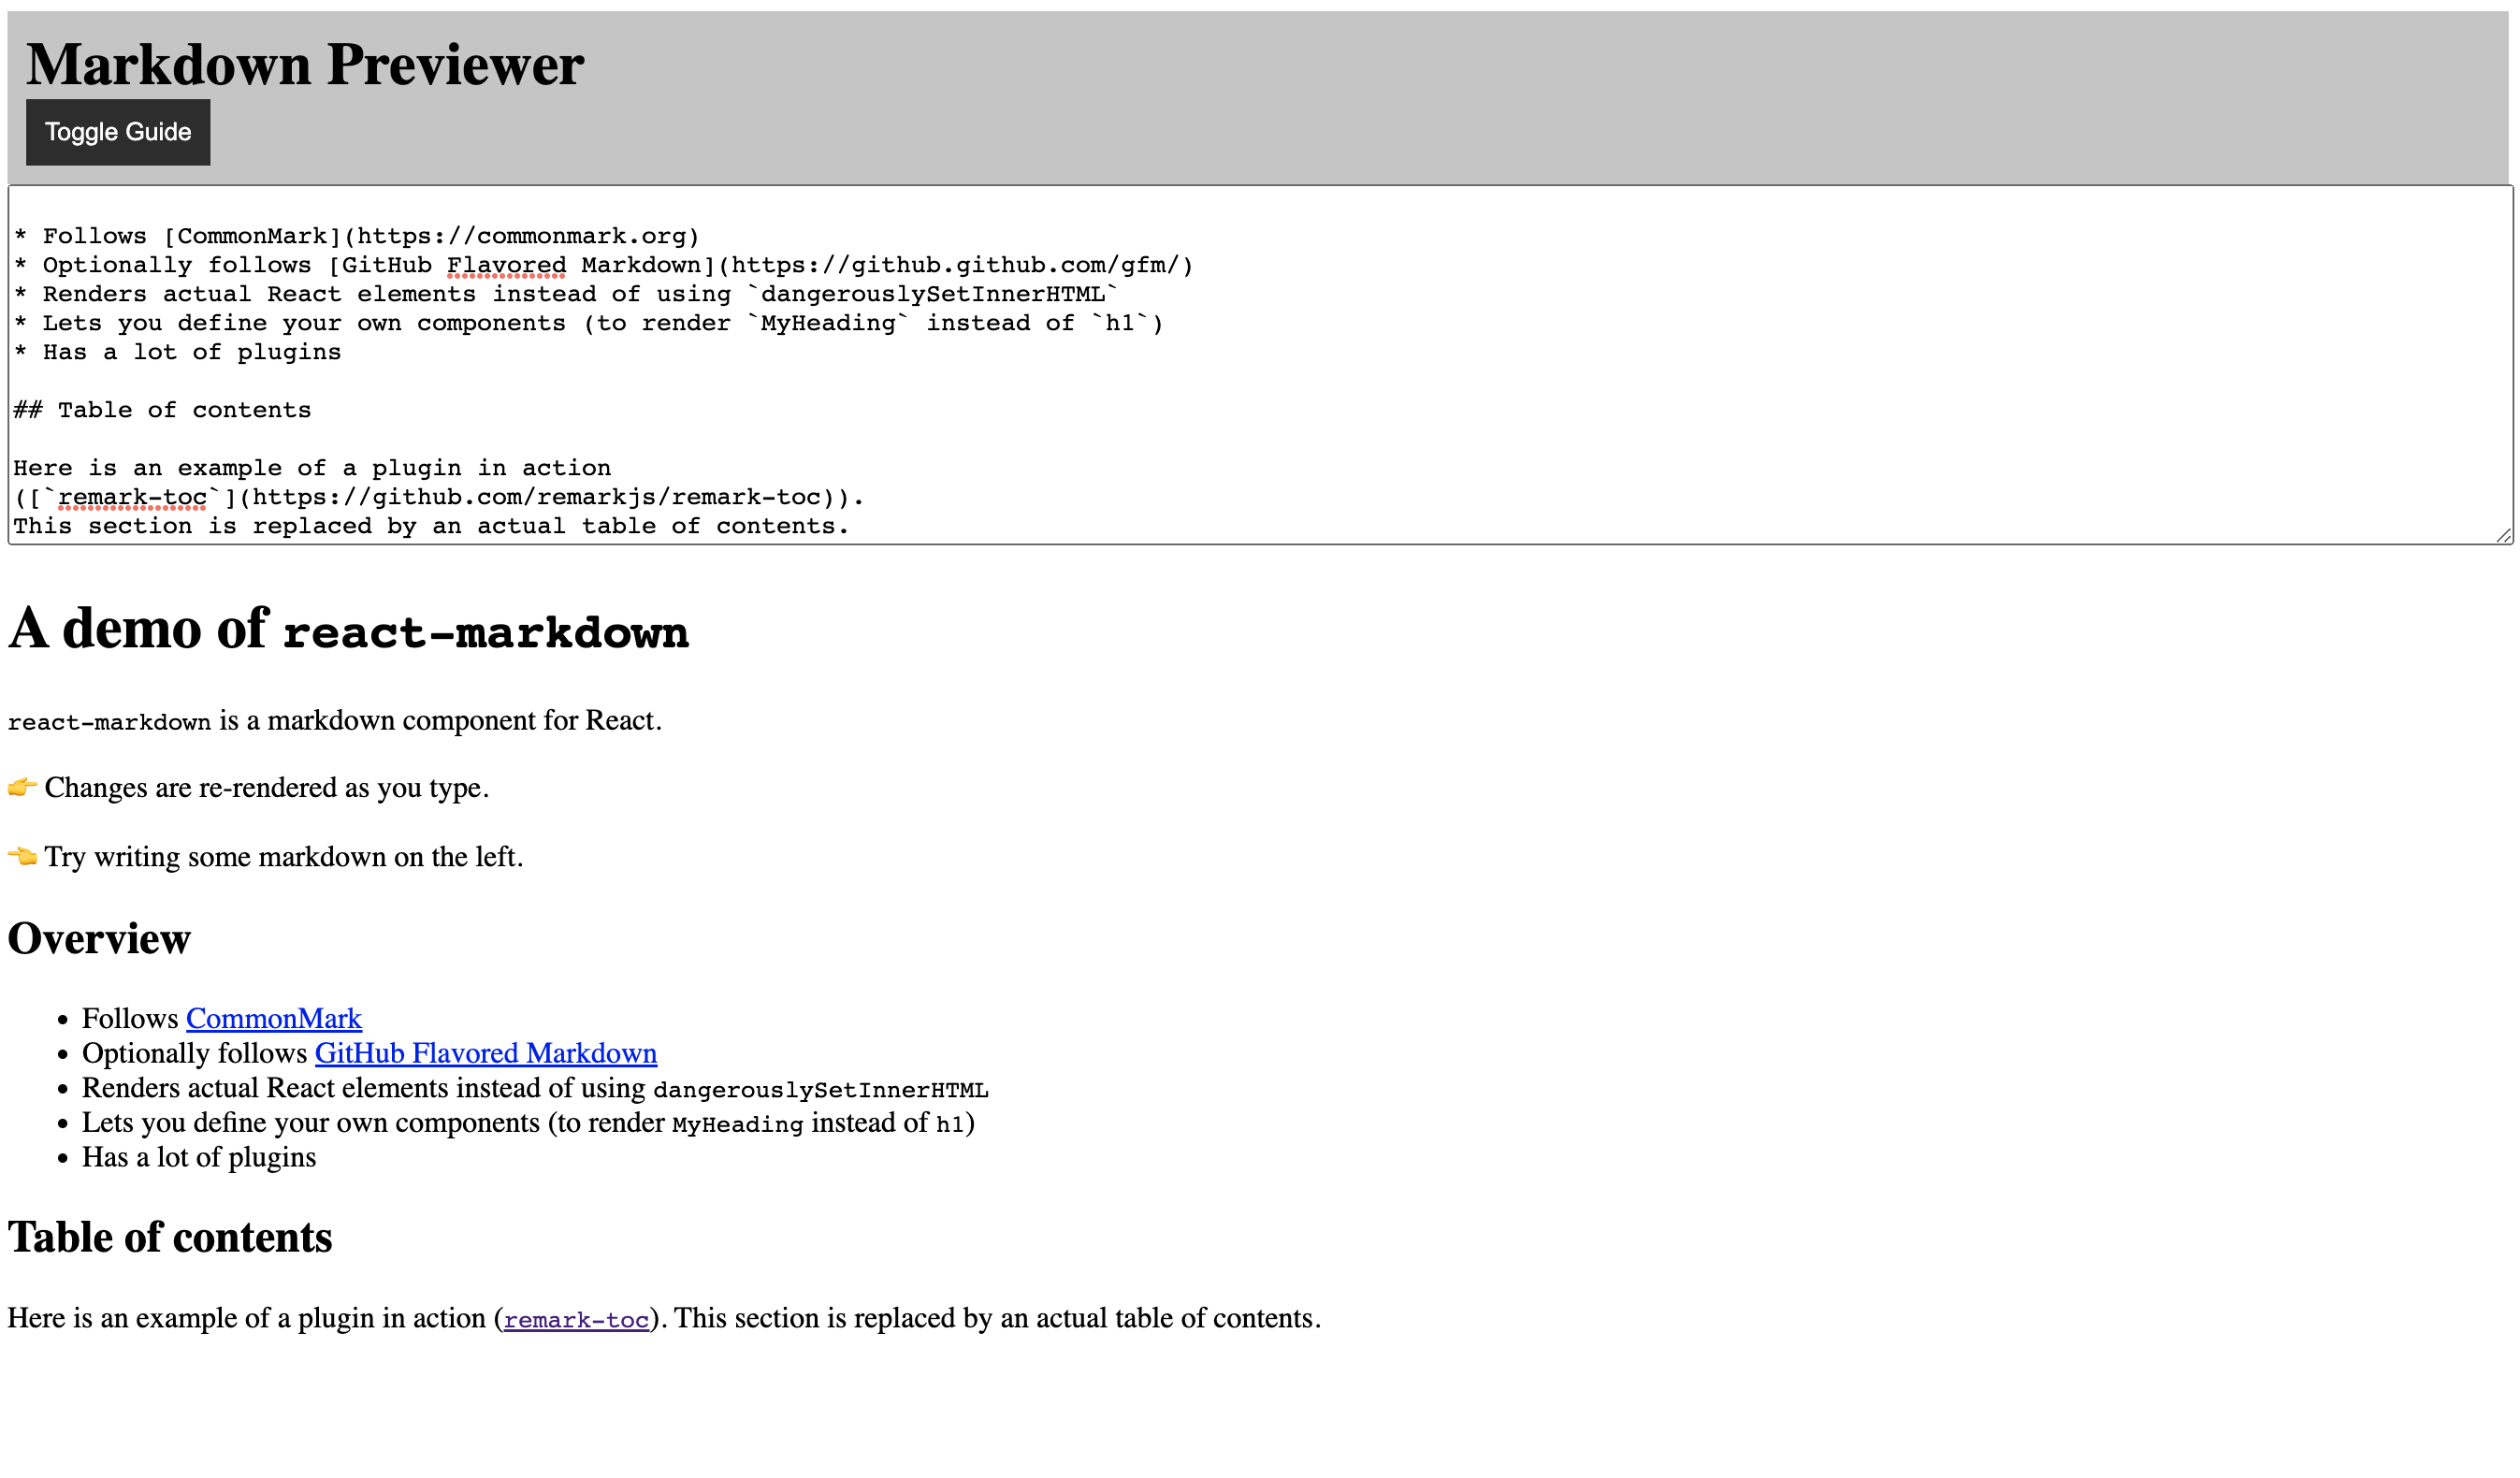 Markdown Previewer
Toggle Guide
* Follows [CommonMark](https://commonmark.org)
* Optionally follows [GitHub Flavored Markdown](https://github.github.com/gfm/)
* Renders actual React elements instead of using `dangerouslySetInnerHTML`
* Lets you define your own components (to render `MyHeading` instead of `h1`)
* Has a lot of plugins
## Table of contents
Here is an example of a plugin in action
([`remark-toc`](https://github.com/remarkjs/remark-toc)).
This section is replaced by an actual table of contents.
A demo of react-markdown
react-markdown is a markdown component for React.
👉 Changes are re-rendered as you type.
👈 Try writing some markdown on the left.
Overview
• Follows CommonMark
• Optionally follows GitHub Flavored Markdown
• Renders actual React elements instead of using dangerouslySetInnerHTML
• Lets you define your own components (to render MyHeading instead of h1)
• Has a lot of plugins
Table of contents
Here is an example of a plugin in action (remark-toc). This section is replaced by an actual table of contents.